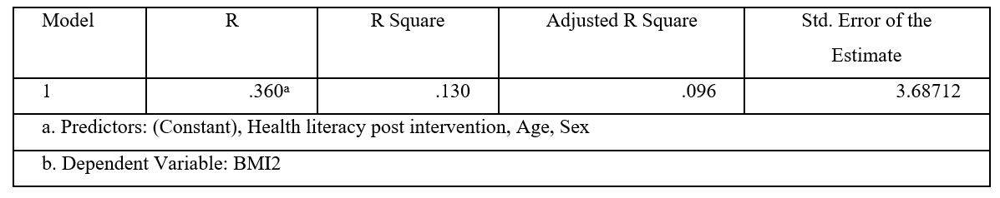 Model R R Square Adjusted R Square Std. Error of the
Estimate
1 .360a .130 .096 3.68712
a. Predictors: (Constant), Health literacy post intervention, Age, Sex
b. Dependent Variable: BMI2